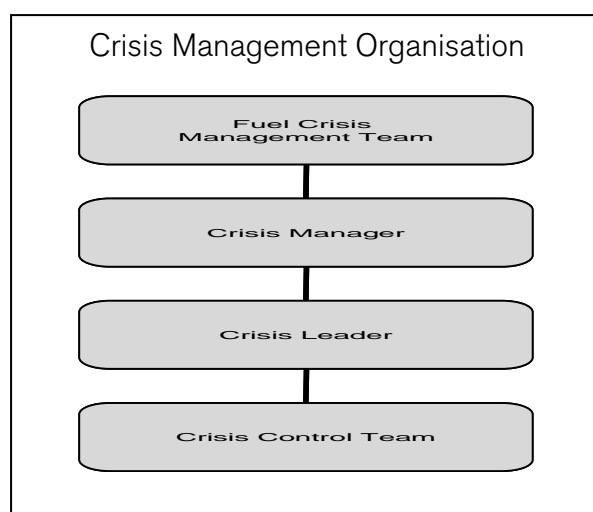 Crisis Management Organisation
Fuel Crisis
Management Team
Crisis Manager
Crisis Leader
Crisis Control Team